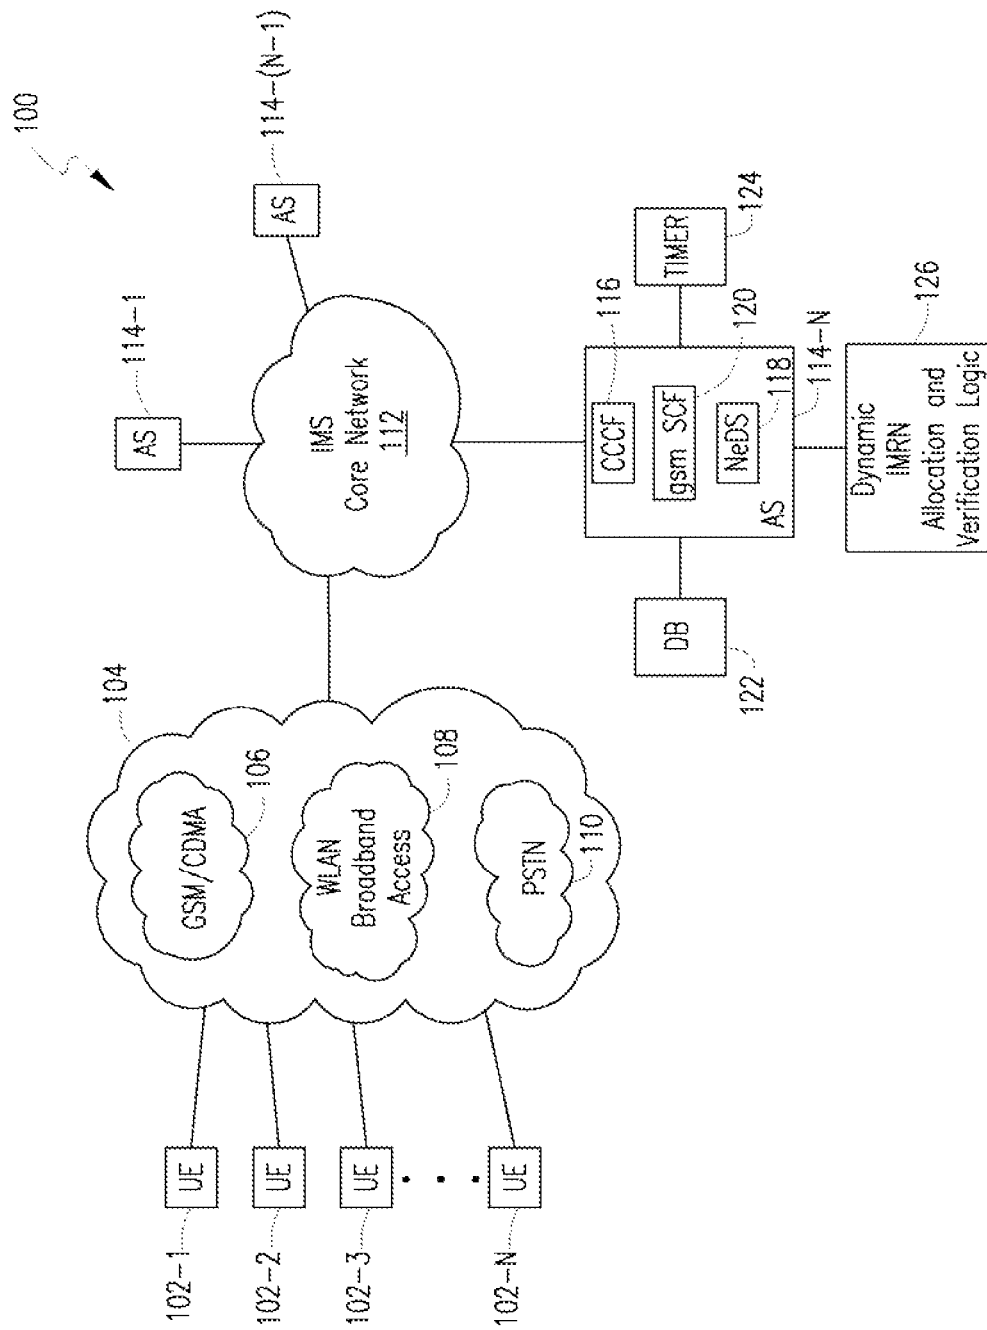 100
104
GSM/CDMA
106
WLAN
Broadband
Access
108
PSTN
110
UE
102-1
UE
102-2
UE
102-3
UE
102-N
IMS
Core Network
112
AS
114-1
AS
114-(N-1)
CCCF
116
gsm SCF
120
NeDS
118
AS
114-N
DB
122
TIMER
124
Dynamic
IMRN
Allocation and
Verification Logic
126